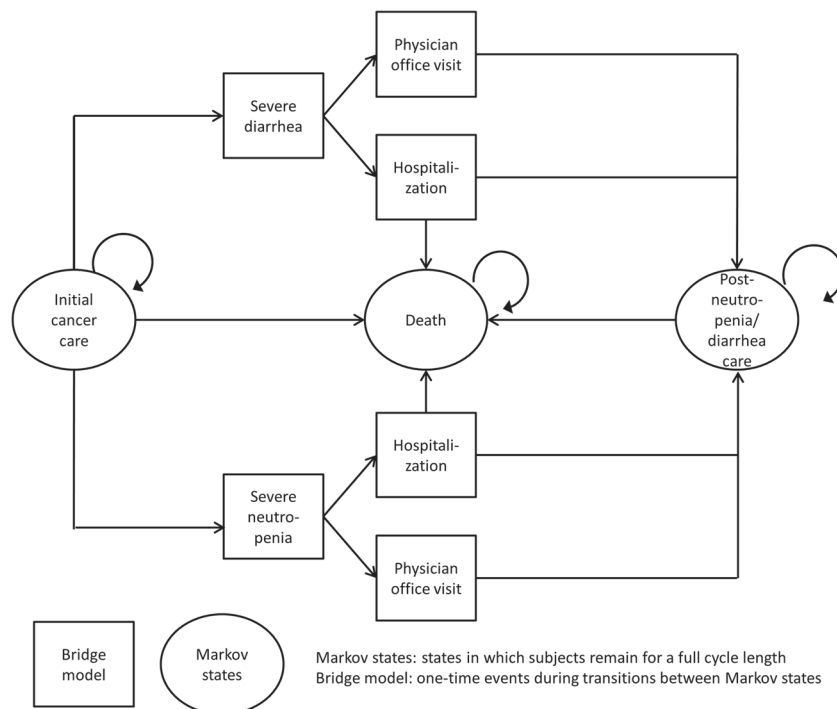 Physician
office visit
Severe
diarrhea
Hospitali-
zation
Initial
cancer
care
Death
Post-
neutro-
penia/
diarrhea
care
Hospitali-
zation
Severe
neutro-
penia
Physician
office visit
Bridge
model
Markov
states
Markov states: states in which subjects remain for a full cycle length
Bridge model: one-time events during transitions between Markov states